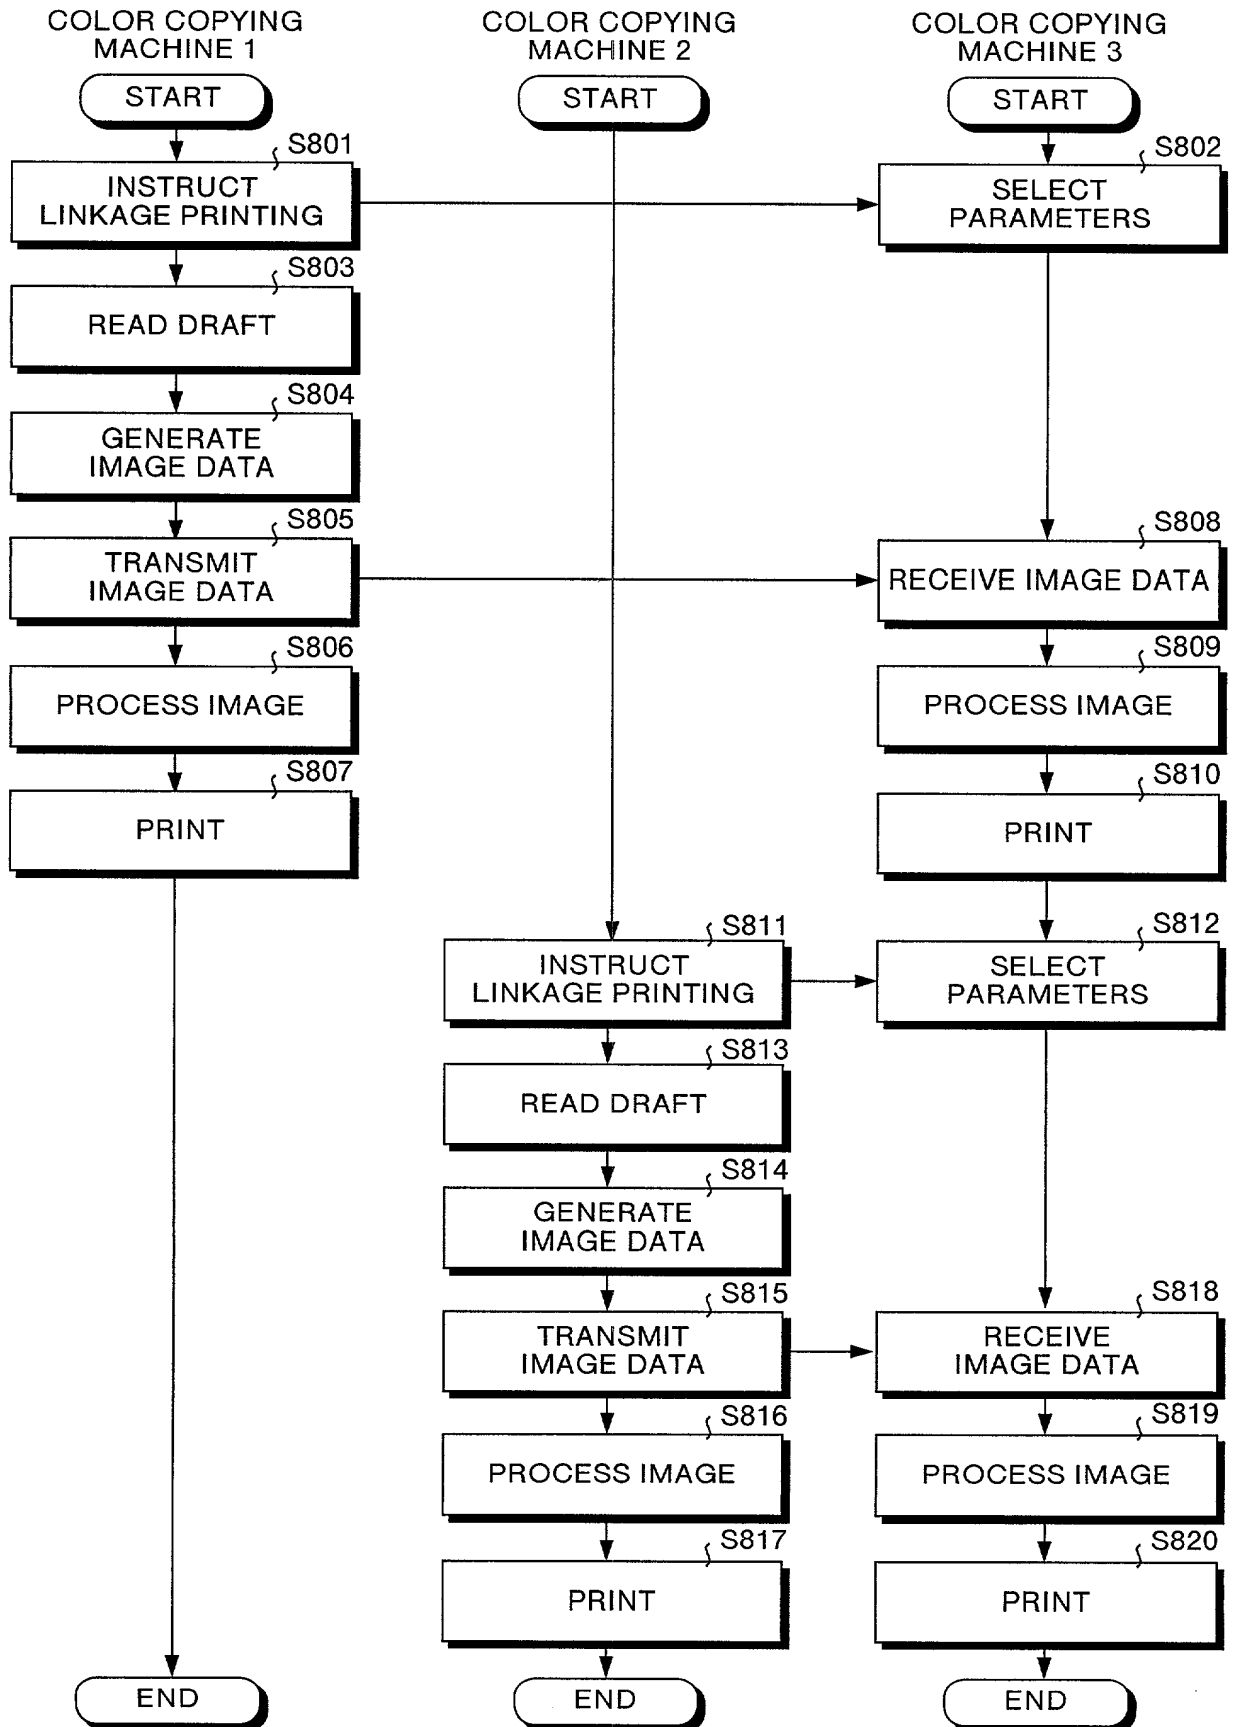 COLOR COPYING
MACHINE 1
COLOR COPYING
MACHINE 2
COLOR COPYING
MACHINE 3
START
START
START
S801
INSTRUCT
LINKAGE PRINTING
S802
SELECT
PARAMETERS
S803
READ DRAFT
S804
GENERATE
IMAGE DATA
S805
TRANSMIT
IMAGE DATA
S808
RECEIVE IMAGE DATA
S806
PROCESS IMAGE
S809
PROCESS IMAGE
S807
PRINT
S810
PRINT
S811
INSTRUCT
LINKAGE PRINTING
S812
SELECT
PARAMETERS
S813
READ DRAFT
S814
GENERATE
IMAGE DATA
S815
TRANSMIT
IMAGE DATA
S818
RECEIVE
IMAGE DATA
S816
PROCESS IMAGE
S819
PROCESS IMAGE
S817
PRINT
S820
PRINT
END
END
END